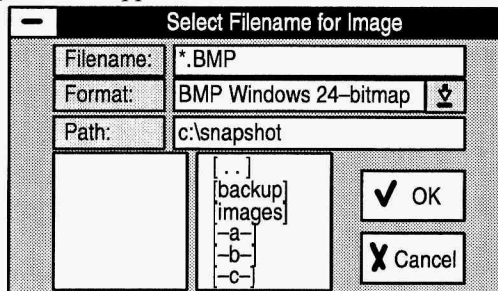 Select Filename for Image
Filename: *.BMP
Format: BMP Windows 24–bitmap
Path: c:\snapshot
[..]
[backup]
[images]
[–a–]
[–b–]
[–c–]
OK
Cancel